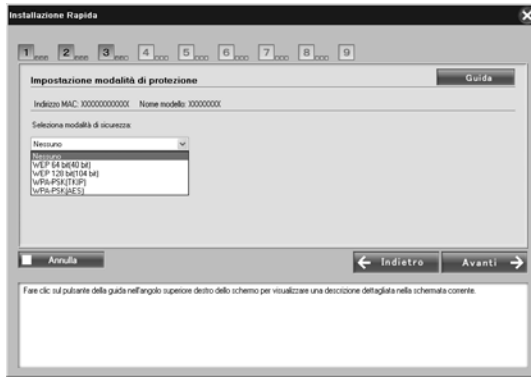 Installazione Rapida
1 2 3 4 5 6 7 8 9
Impostazione modalità di protezione
Guida
Indirizzo MAC: XXXXXXXXXXXX Nome modello: XXXXXXXX
Seleziona modalità di sicurezza:
Nessuno
Nessuno
WEP 64 bit(40 bit)
WEP 128 bit(104 bit)
WPA-PSK(TKIP)
WPA-PSK(AES)
Annulla
Indietro
Avanti
Fare clic sul pulsante della guida nell'angolo superiore destro dello schermo per visualizzare una descrizione dettagliata nella schermata corrente.